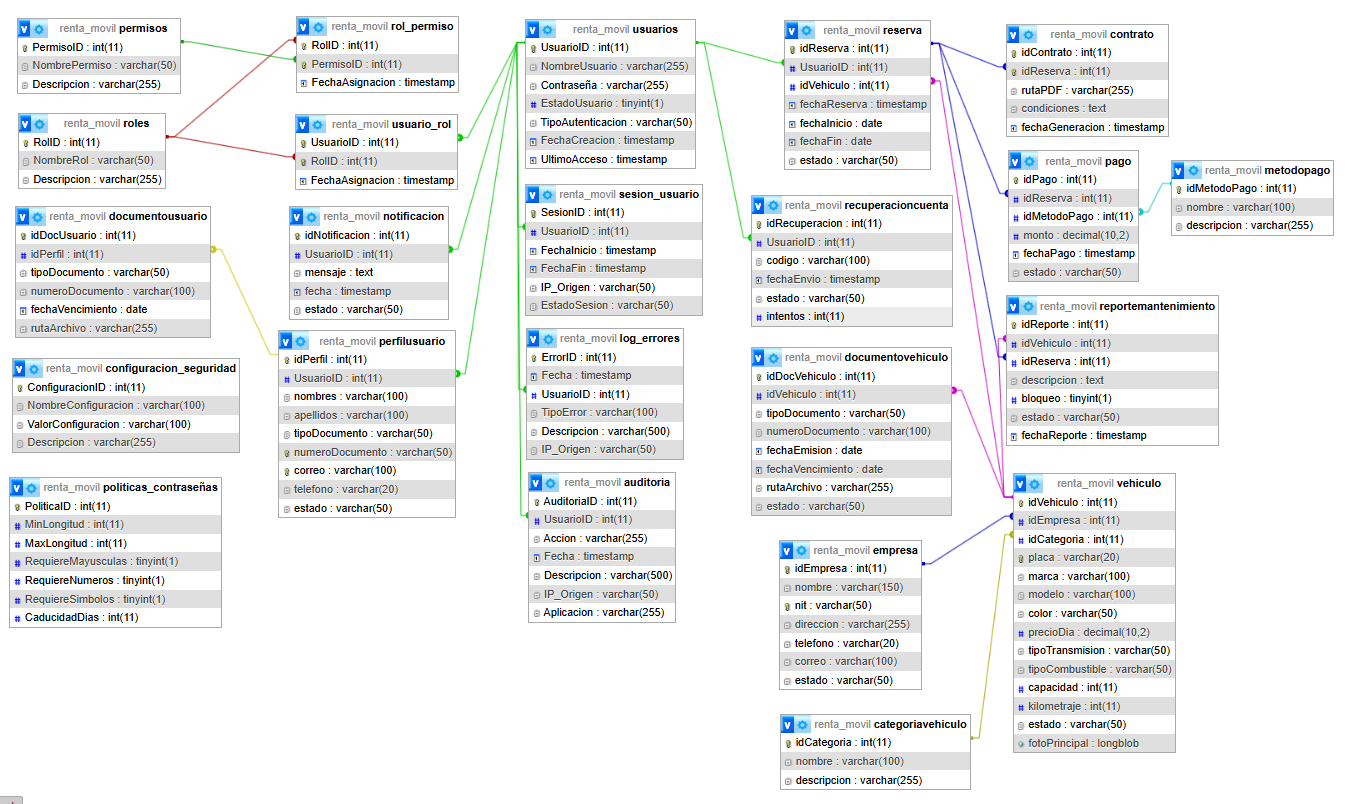 renta_movil permisos
PermisoID : int(11)
NombrePermiso : varchar(50)
Descripcion : varchar(255)
renta_movil rol_permiso
RolID : int(11)
PermisoID : int(11)
FechaAsignacion : timestamp
renta_movil usuarios
UsuarioID : int(11)
NombreUsuario : varchar(255)
Contraseña : varchar(255)
EstadoUsuario : tinyint(1)
TipoAutenticacion : varchar(50)
FechaCreacion : timestamp
UltimoAcceso : timestamp
renta_movil reserva
idReserva : int(11)
UsuarioID : int(11)
idVehiculo : int(11)
fechaReserva : timestamp
fechaInicio : date
fechaFin : date
estado : varchar(50)
renta_movil contrato
idContrato : int(11)
idReserva : int(11)
rutaPDF : varchar(255)
condiciones : text
fechaGeneracion : timestamp
renta_movil roles
RolID : int(11)
NombreRol : varchar(50)
Descripcion : varchar(255)
renta_movil usuario_rol
UsuarioID : int(11)
RolID : int(11)
FechaAsignacion : timestamp
renta_movil pago
idPago : int(11)
idReserva : int(11)
idMetodoPago : int(11)
monto : decimal(10,2)
fechaPago : timestamp
estado : varchar(50)
renta_movil metodopago
idMetodoPago : int(11)
nombre : varchar(100)
descripcion : varchar(255)
renta_movil documentousuario
idDocUsuario : int(11)
idPerfil : int(11)
tipoDocumento : varchar(50)
numeroDocumento : varchar(100)
fechaVencimiento : date
rutaArchivo : varchar(255)
renta_movil notificacion
idNotificacion : int(11)
UsuarioID : int(11)
mensaje : text
fecha : timestamp
estado : varchar(50)
renta_movil sesion_usuario
SesionID : int(11)
UsuarioID : int(11)
FechaInicio : timestamp
FechaFin : timestamp
IP_Origen : varchar(50)
EstadoSesion : varchar(50)
renta_movil recuperacioncuenta
idRecuperacion : int(11)
UsuarioID : int(11)
codigo : varchar(100)
fechaEnvio : timestamp
estado : varchar(50)
intentos : int(11)
renta_movil reportemantenimiento
idReporte : int(11)
idVehiculo : int(11)
idReserva : int(11)
descripcion : text
bloqueo : tinyint(1)
estado : varchar(50)
fechaReporte : timestamp
renta_movil perfilusuario
idPerfil : int(11)
UsuarioID : int(11)
nombres : varchar(100)
apellidos : varchar(100)
tipoDocumento : varchar(50)
numeroDocumento : varchar(50)
correo : varchar(100)
telefono : varchar(20)
estado : varchar(50)
renta_movil log_errores
ErrorID : int(11)
Fecha : timestamp
UsuarioID : int(11)
TipoError : varchar(100)
Descripcion : varchar(500)
IP_Origen : varchar(50)
renta_movil documentovehiculo
idDocVehiculo : int(11)
idVehiculo : int(11)
tipoDocumento : varchar(50)
numeroDocumento : varchar(100)
fechaEmision : date
fechaVencimiento : date
rutaArchivo : varchar(255)
estado : varchar(50)
renta_movil configuracion_seguridad
ConfiguracionID : int(11)
NombreConfiguracion : varchar(100)
ValorConfiguracion : varchar(100)
Descripcion : varchar(255)
renta_movil politicas_contraseñas
PoliticaID : int(11)
MinLongitud : int(11)
MaxLongitud : int(11)
RequiereMayusculas : tinyint(1)
RequiereNumeros : tinyint(1)
RequiereSimbolos : tinyint(1)
CaducidadDias : int(11)
renta_movil auditoria
AuditoriaID : int(11)
UsuarioID : int(11)
Accion : varchar(255)
Fecha : timestamp
Descripcion : varchar(500)
IP_Origen : varchar(50)
Aplicacion : varchar(255)
renta_movil vehiculo
idVehiculo : int(11)
idEmpresa : int(11)
idCategoria : int(11)
placa : varchar(20)
marca : varchar(100)
modelo : varchar(100)
color : varchar(50)
precioDia : decimal(10,2)
tipoTransmision : varchar(50)
tipoCombustible : varchar(50)
capacidad : int(11)
kilometraje : int(11)
estado : varchar(50)
fotoPrincipal : longblob
renta_movil empresa
idEmpresa : int(11)
nombre : varchar(150)
nit : varchar(50)
direccion : varchar(255)
telefono : varchar(20)
correo : varchar(100)
estado : varchar(50)
renta_movil categoriavehiculo
idCategoria : int(11)
nombre : varchar(100)
descripcion : varchar(255)